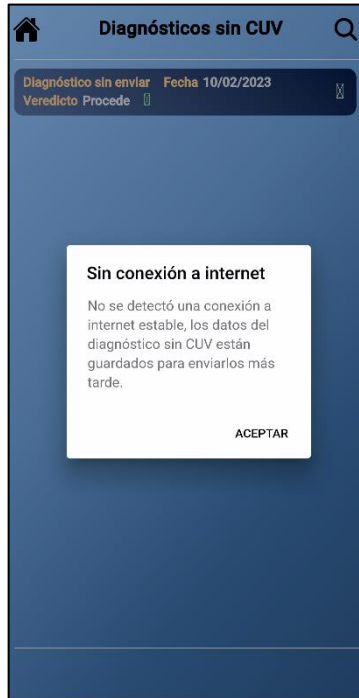 Diagnósticos sin CUV
Diagnóstico sin enviar Fecha 10/02/2023
Veredicto Procede
Sin conexión a internet
No se detectó una conexión a
internet estable, los datos del
diagnóstico sin CUV están
guardados para enviarlos más
tarde.
ACEPTAR